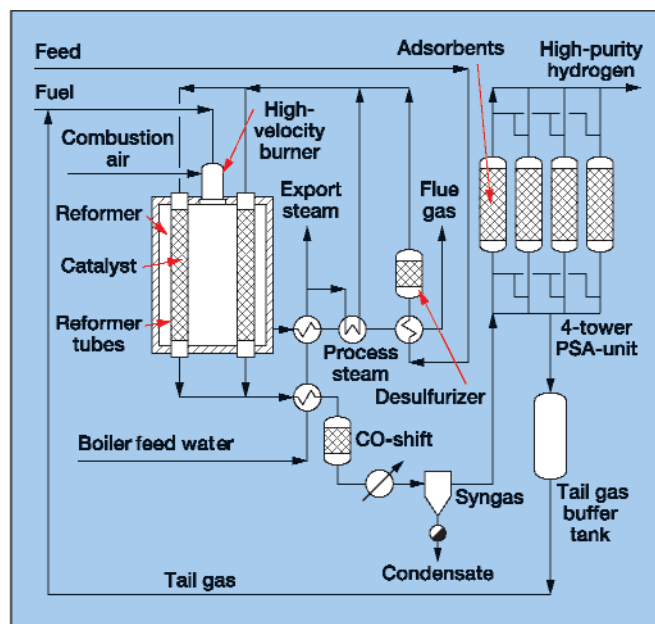 Feed
Adsorbents
High-purity
hydrogen
Fuel
High-
velocity
burner
Combustion
air
Export
steam
Flue
gas
Reformer
Catalyst
Reformer
tubes
Process
steam
4-tower
PSA-unit
Desulfurizer
Boiler feed water
CO-shift
Syngas
Tail gas
buffer
tank
Condensate
Tail gas